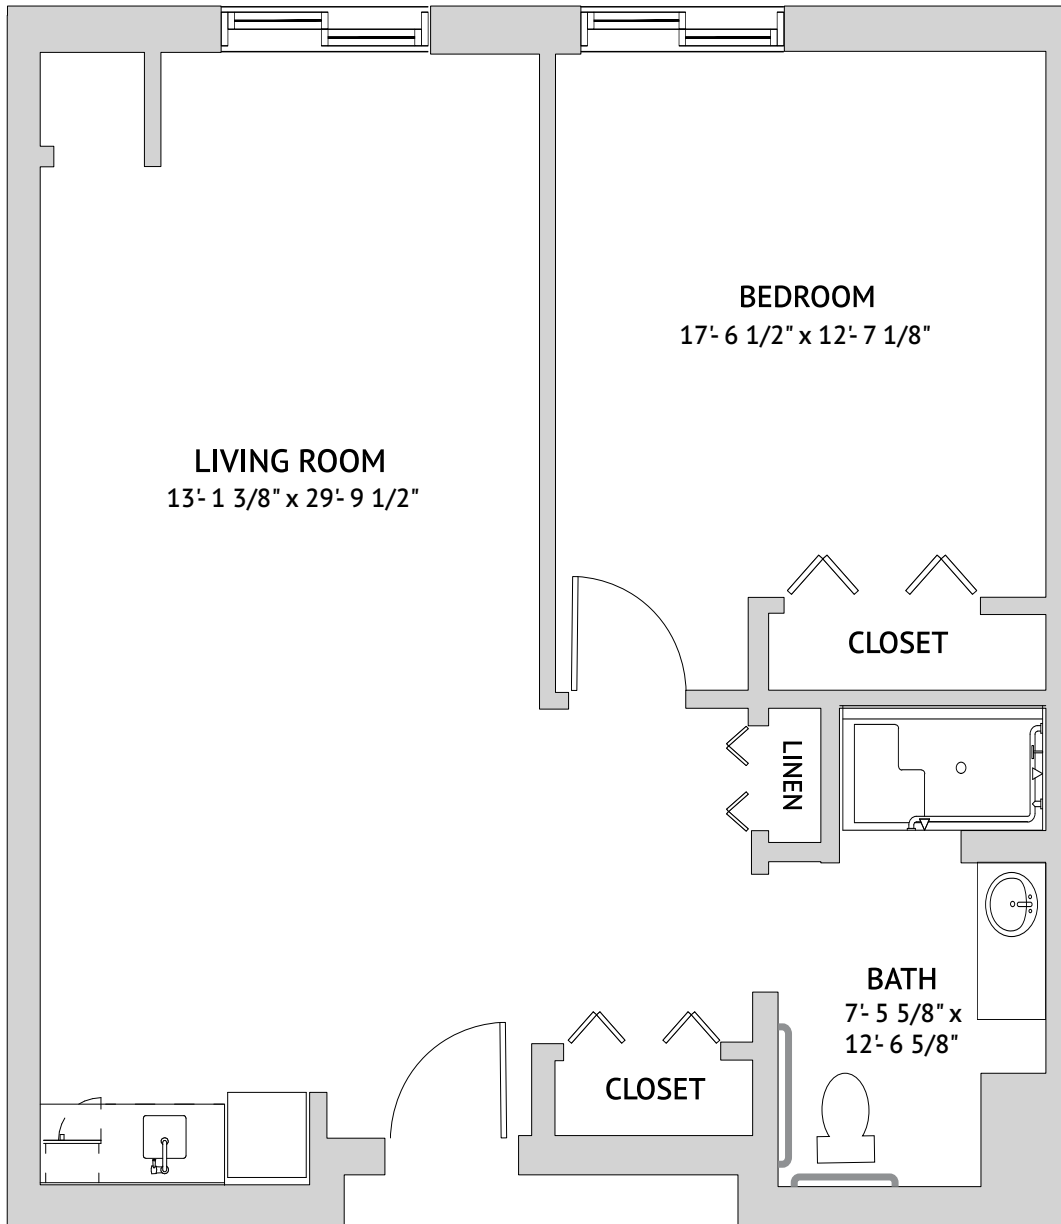 BEDROOM
17'- 6 1/2" x 12'- 7 1/8"
LIVING ROOM
13'- 1 3/8" x 29'- 9 1/2"
CLOSET
LINEN
BATH
7'- 5 5/8" x
12'- 6 5/8"
CLOSET